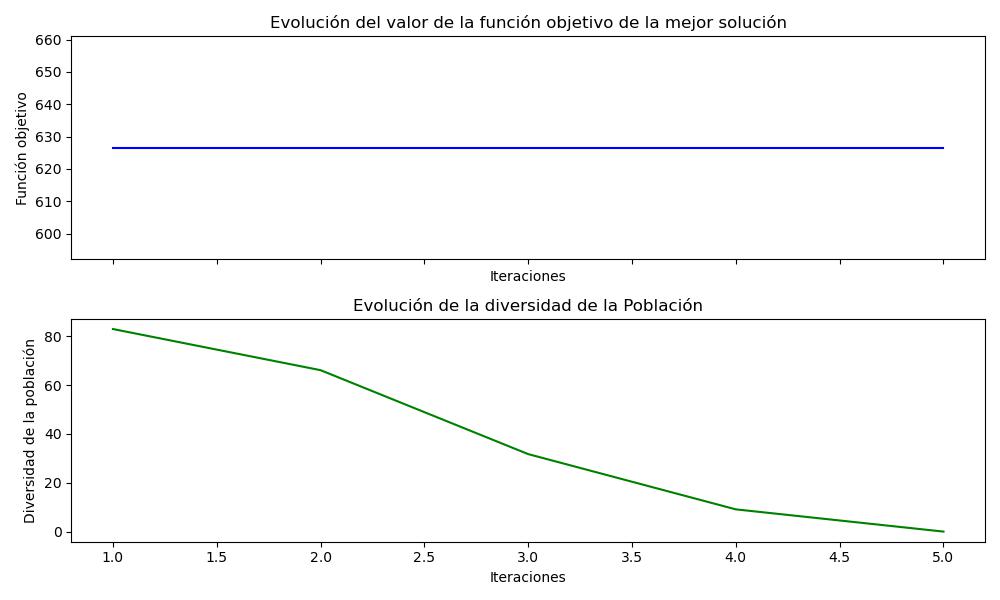 Evolución del valor de la función objetivo de la mejor solución
Función objetivo
660
650
640
630
620
610
600
Iteraciones
Evolución de la diversidad de la Población
Diversidad de la población
80
60
40
20
0
1.0 1.5 2.0 2.5 3.0 3.5 4.0 4.5 5.0
Iteraciones